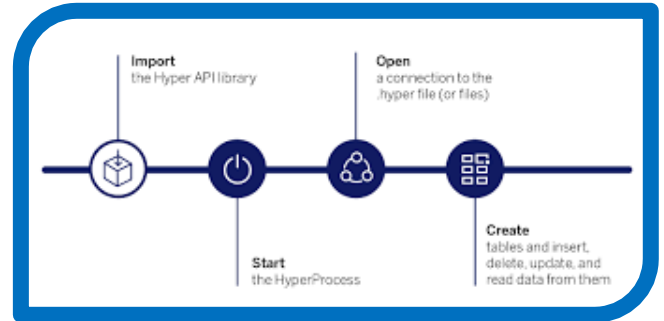 Import
the Hyper API library
Start
the HyperProcess
Open
a connection to the
.hyper file (or files)
Create
tables and insert,
delete, update, and
read data from them